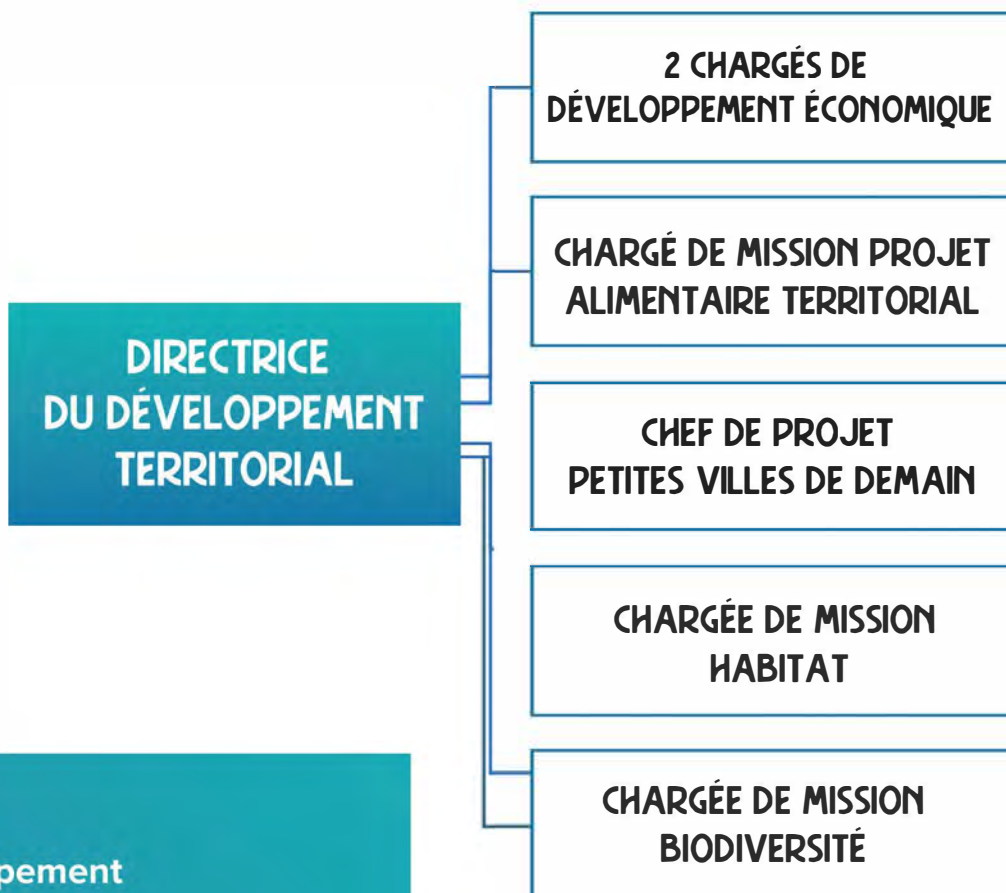 2 CHARGÉS DE
DÉVELOPPEMENT ÉCONOMIQUE
CHARGÉ DE MISSION PROJET
ALIMENTAIRE TERRITORIAL
DIRECTRICE
DU DÉVELOPPEMENT
TERRITORIAL
CHEF DE PROJET
PETITES VILLES DE DEMAIN
CHARGÉE DE MISSION
HABITAT
CHARGÉE DE MISSION
BIODIVERSITÉ
pement